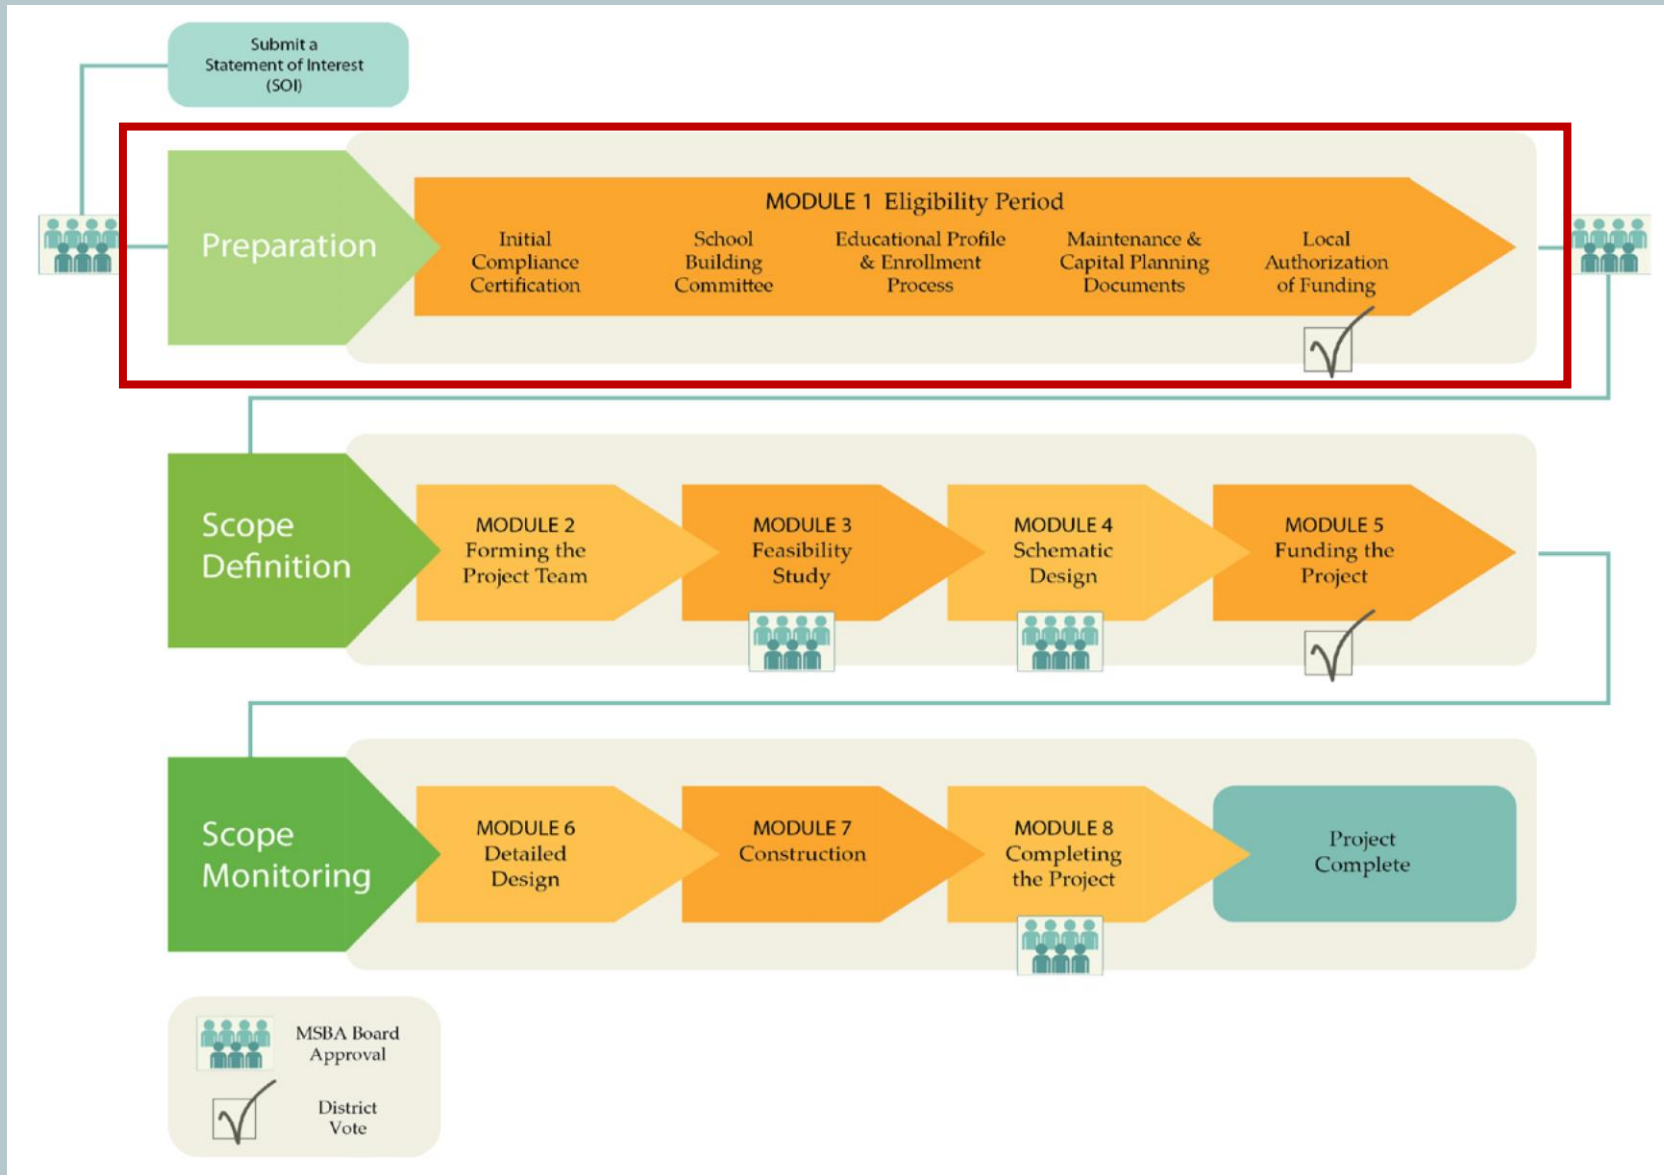 Submit a
Statement of Interest
(SOI)
Preparation
MODULE 1 Eligibility Period
Initial
Compliance
Certification
School
Building
Committee
Educational Profile
& Enrollment
Process
Maintenance &
Capital Planning
Documents
Local
Authorization
of Funding
Scope
Definition
MODULE 2
Forming the
Project Team
MODULE 3
Feasibility
Study
MODULE 4
Schematic
Design
MODULE 5
Funding the
Project
Scope
Monitoring
MODULE 6
Detailed
Design
MODULE 7
Construction
MODULE 8
Completing
the Project
Project
Complete
MSBA Board
Approval
District
Vote